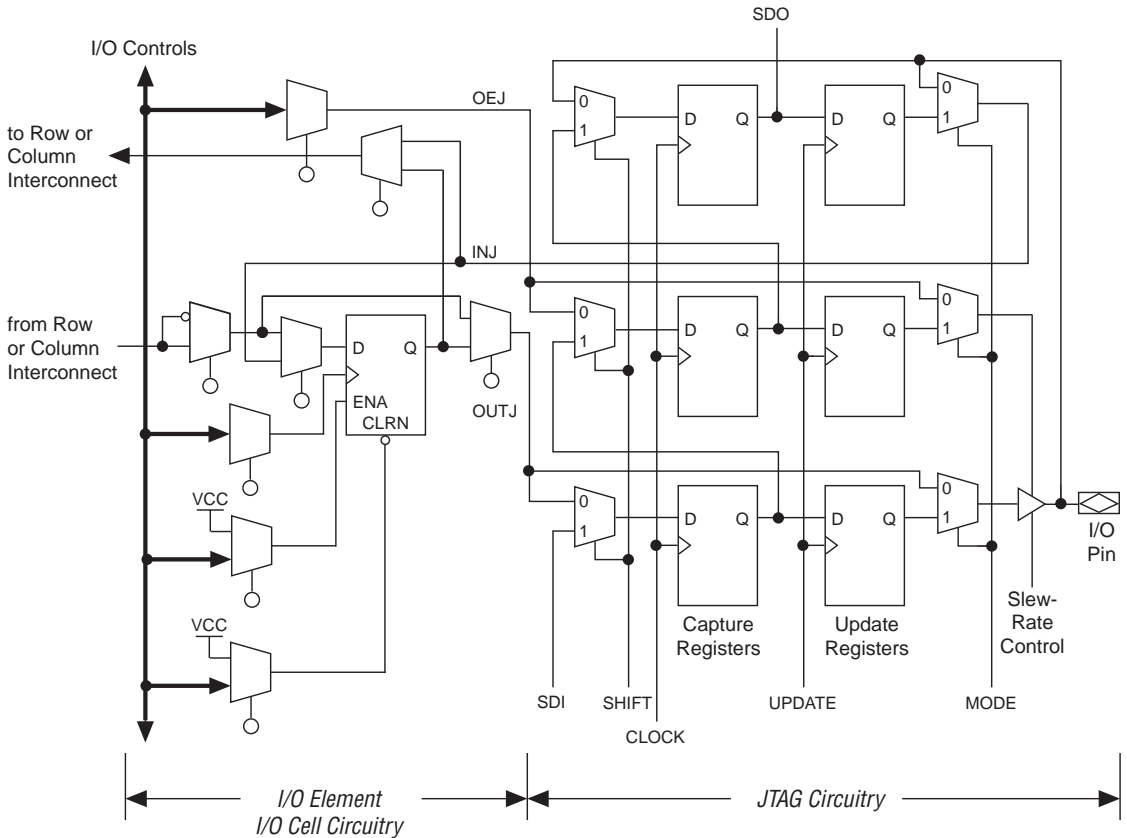 SDO
I/O Controls
OEJ
0
1
D
Q
D
Q
0
1
to Row or
Column
Interconnect
INJ
from Row
or Column
Interconnect
D
Q
ENA
CLRN
OUTJ
0
1
D
Q
D
Q
0
1
VCC
0
1
D
Q
D
Q
0
1
I/O
Pin
VCC
Capture
Registers
Update
Registers
Slew-
Rate
Control
SDI
SHIFT
CLOCK
UPDATE
MODE
I/O Element
I/O Cell Circuitry
JTAG Circuitry